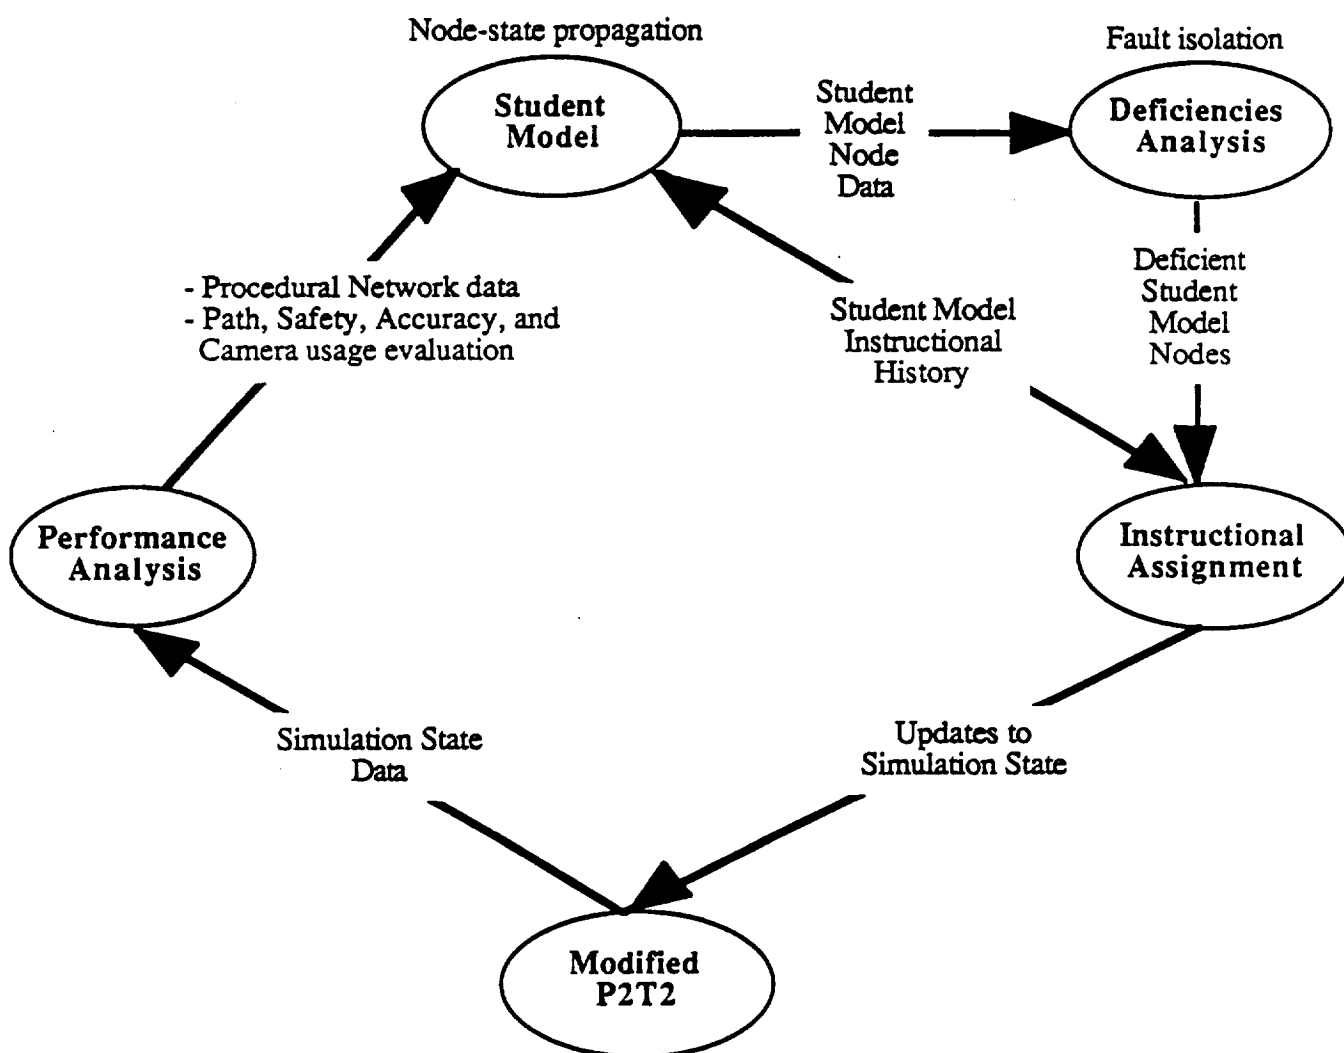 Node-state propagation
Student
Model
Student
Model
Node
Data
Fault isolation
Deficiencies
Analysis
- Procedural Network data
- Path, Safety, Accuracy, and
Camera usage evaluation
Student Model
Instructional
History
Deficient
Student
Model
Nodes
Performance
Analysis
Instructional
Assignment
Simulation State
Data
Updates to
Simulation State
Modified
P2T2